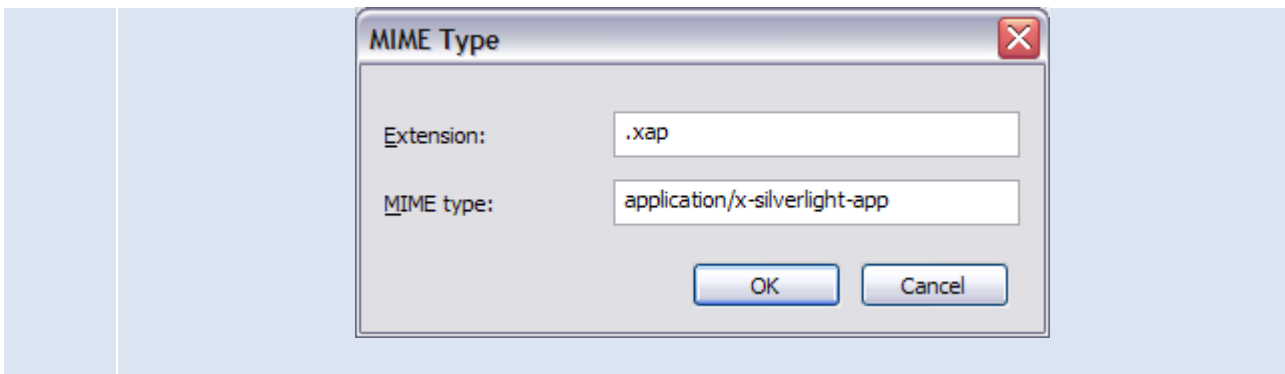 MIME Type
Extension: .xap
MIME type: application/x-silverlight-app
OK Cancel